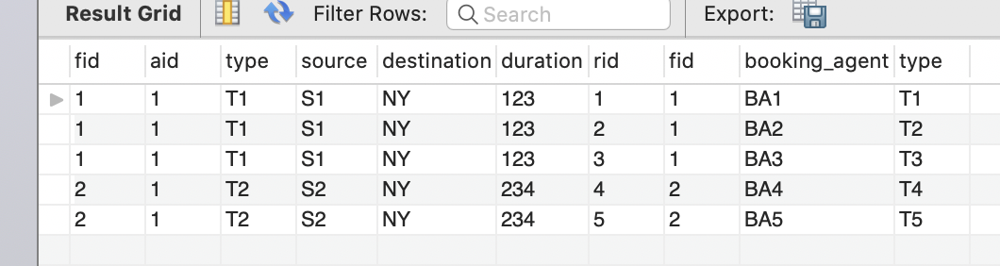 Result Grid Filter Rows: Search Export:
fid aid type source destination duration rid fid booking_agent type
1 1 T1 S1 NY 123 1 1 BA1 T1
1 1 T1 S1 NY 123 2 1 BA2 T2
1 1 T1 S1 NY 123 3 1 BA3 T3
2 1 T2 S2 NY 234 4 2 BA4 T4
2 1 T2 S2 NY 234 5 2 BA5 T5